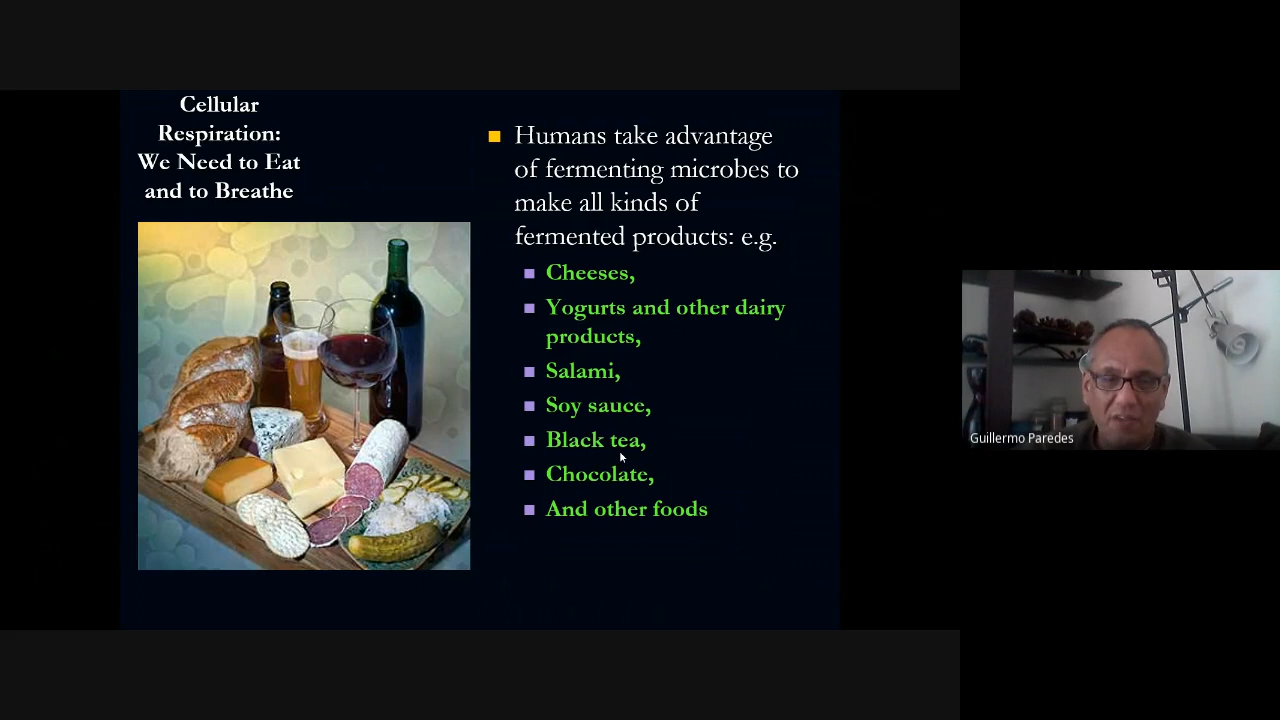 Cellular
Respiration:
We Need to Eat
and to Breathe
Humans take advantage
of fermenting microbes to
make all kinds of
fermented products: e.g.
Cheeses,
Yogurts and other dairy
products,
Salami,
Soy sauce,
Black tea,
Chocolate,
And other foods
Guillermo Paredes